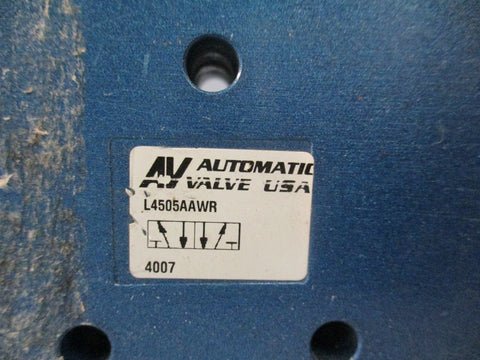 AV AUTOMATIC
VALVE USA
L4505AAWR
4007